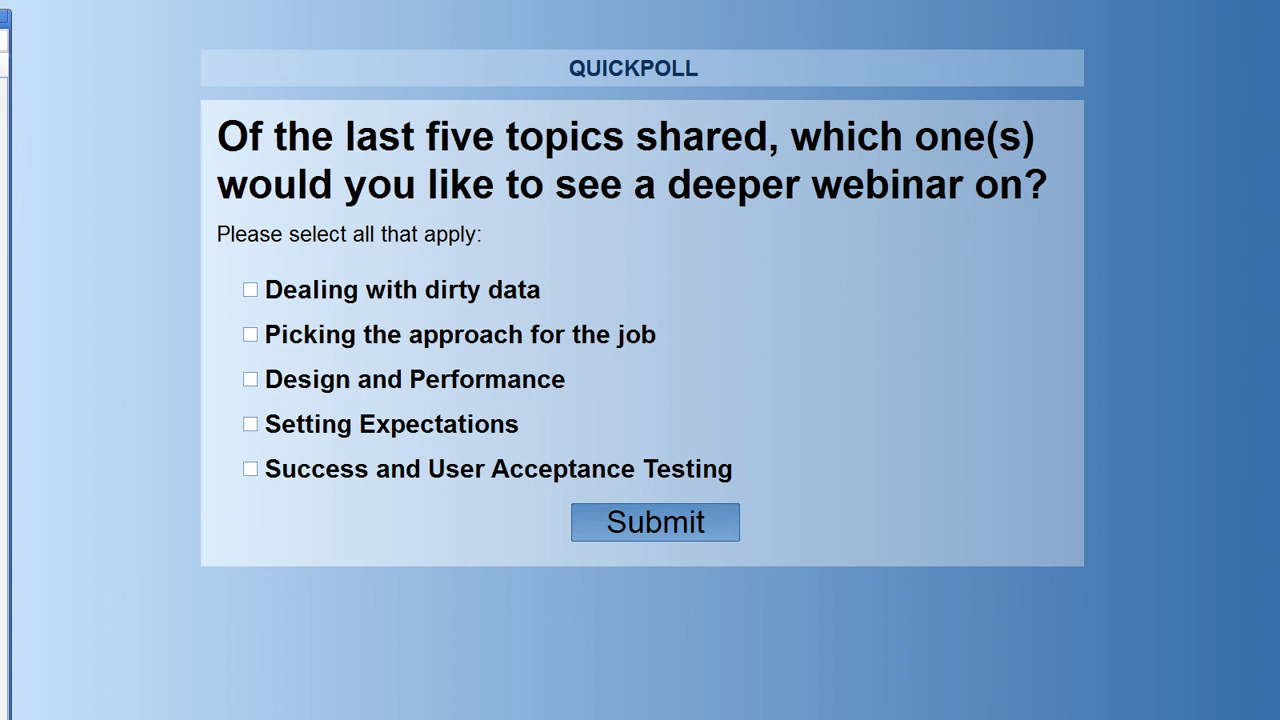 QUICKPOLL
Of the last five topics shared, which one(s)
would you like to see a deeper webinar on?
Please select all that apply:
Dealing with dirty data
Picking the approach for the job
Design and Performance
Setting Expectations
Success and User Acceptance Testing
Submit